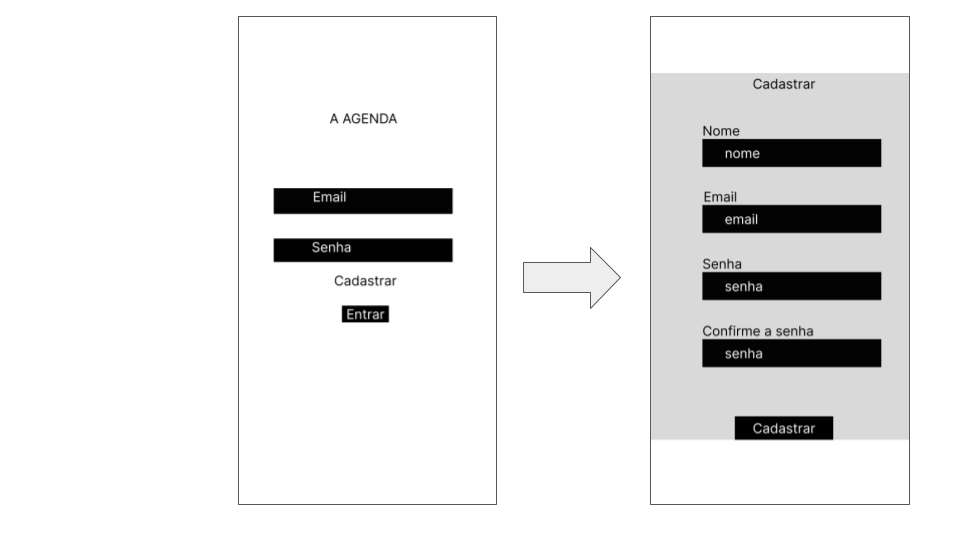 A AGENDA
Email
Senha
Cadastrar
Entrar
Cadastrar
Nome
nome
Email
email
Senha
senha
Confirme a senha
senha
Cadastrar